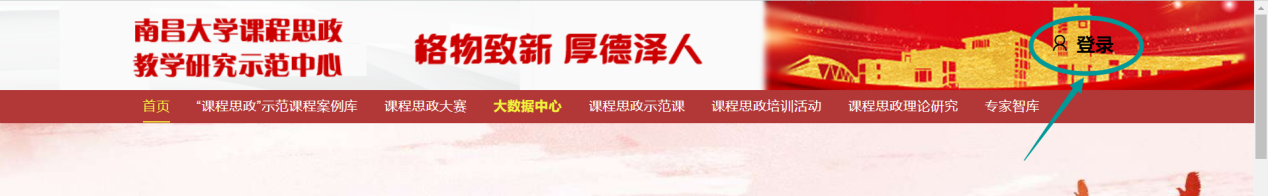 南昌大学课程思政
教学研究示范中心
格物致新 厚德泽人
登录
首页 “课程思政”示范课程案例库 课程思政大赛 大数据中心 课程思政示范课 课程思政培训活动 课程思政理论研究 专家智库